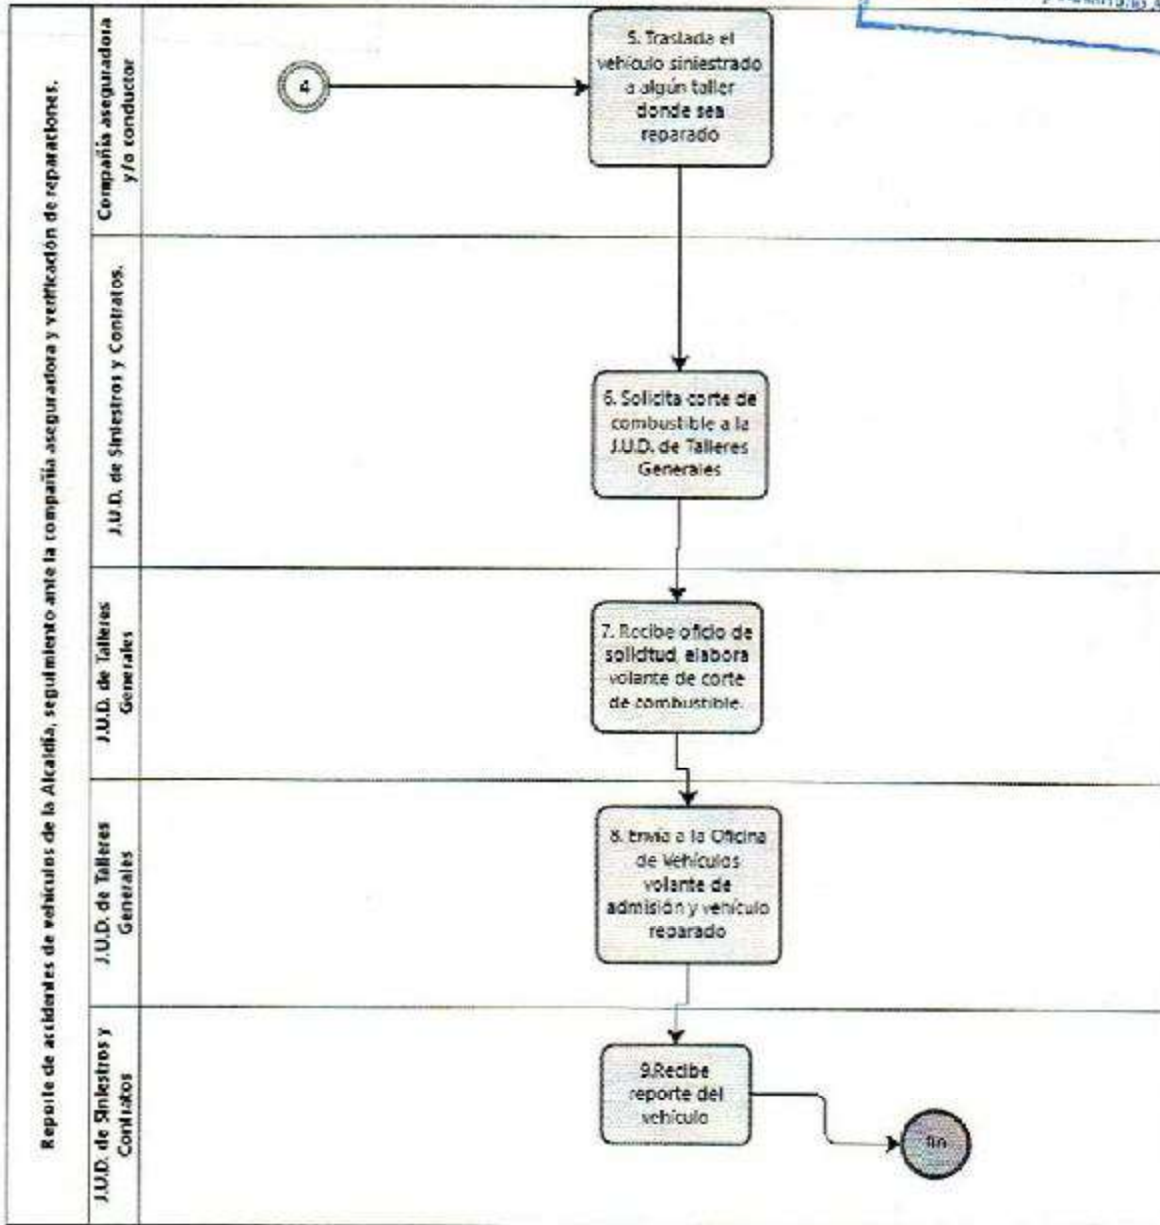 Reporte de accidentes de vehículos de la Alcaldía, seguimiento ante la compañía aseguradora y verificación de reparaciones.
Compañía aseguradora
y/o conductor
4
5. Traslada el
vehículo siniestrado
a algún taller
donde sea
reparado
J.U.D. de Siniestros y Contratos.
6. Solicita corte de
combustible a la
J.U.D. de Talleres
Generales
J.U.D. de Talleres
Generales
7. Recibe oficio de
solicitud, elabora
volante de corte
de combustible.
J.U.D. de Talleres
Generales
8. Envía a la Oficina
de Vehículos
volante de
admisión y vehículo
reparado
J.U.D. de Siniestros y
Contratos
9.Recibe
reporte del
vehículo
fin